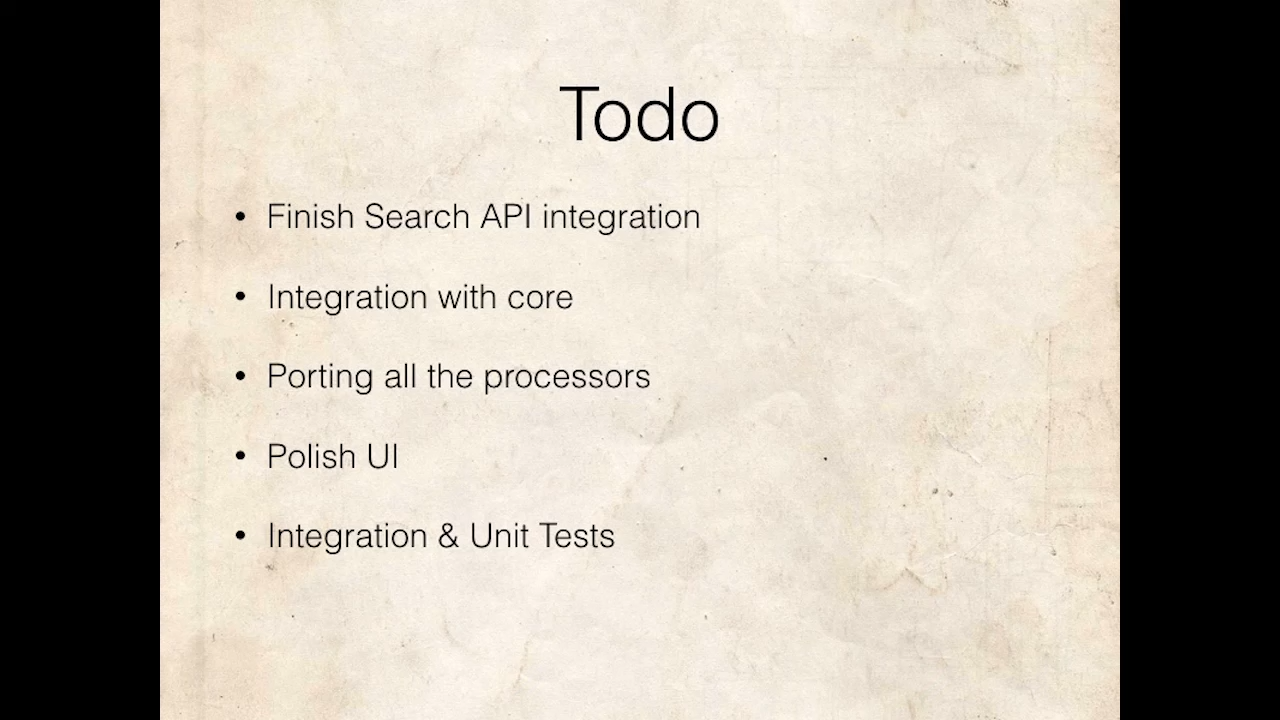 Todo
• Finish Search API integration
• Integration with core
• Porting all the processors
• Polish UI
• Integration & Unit Tests